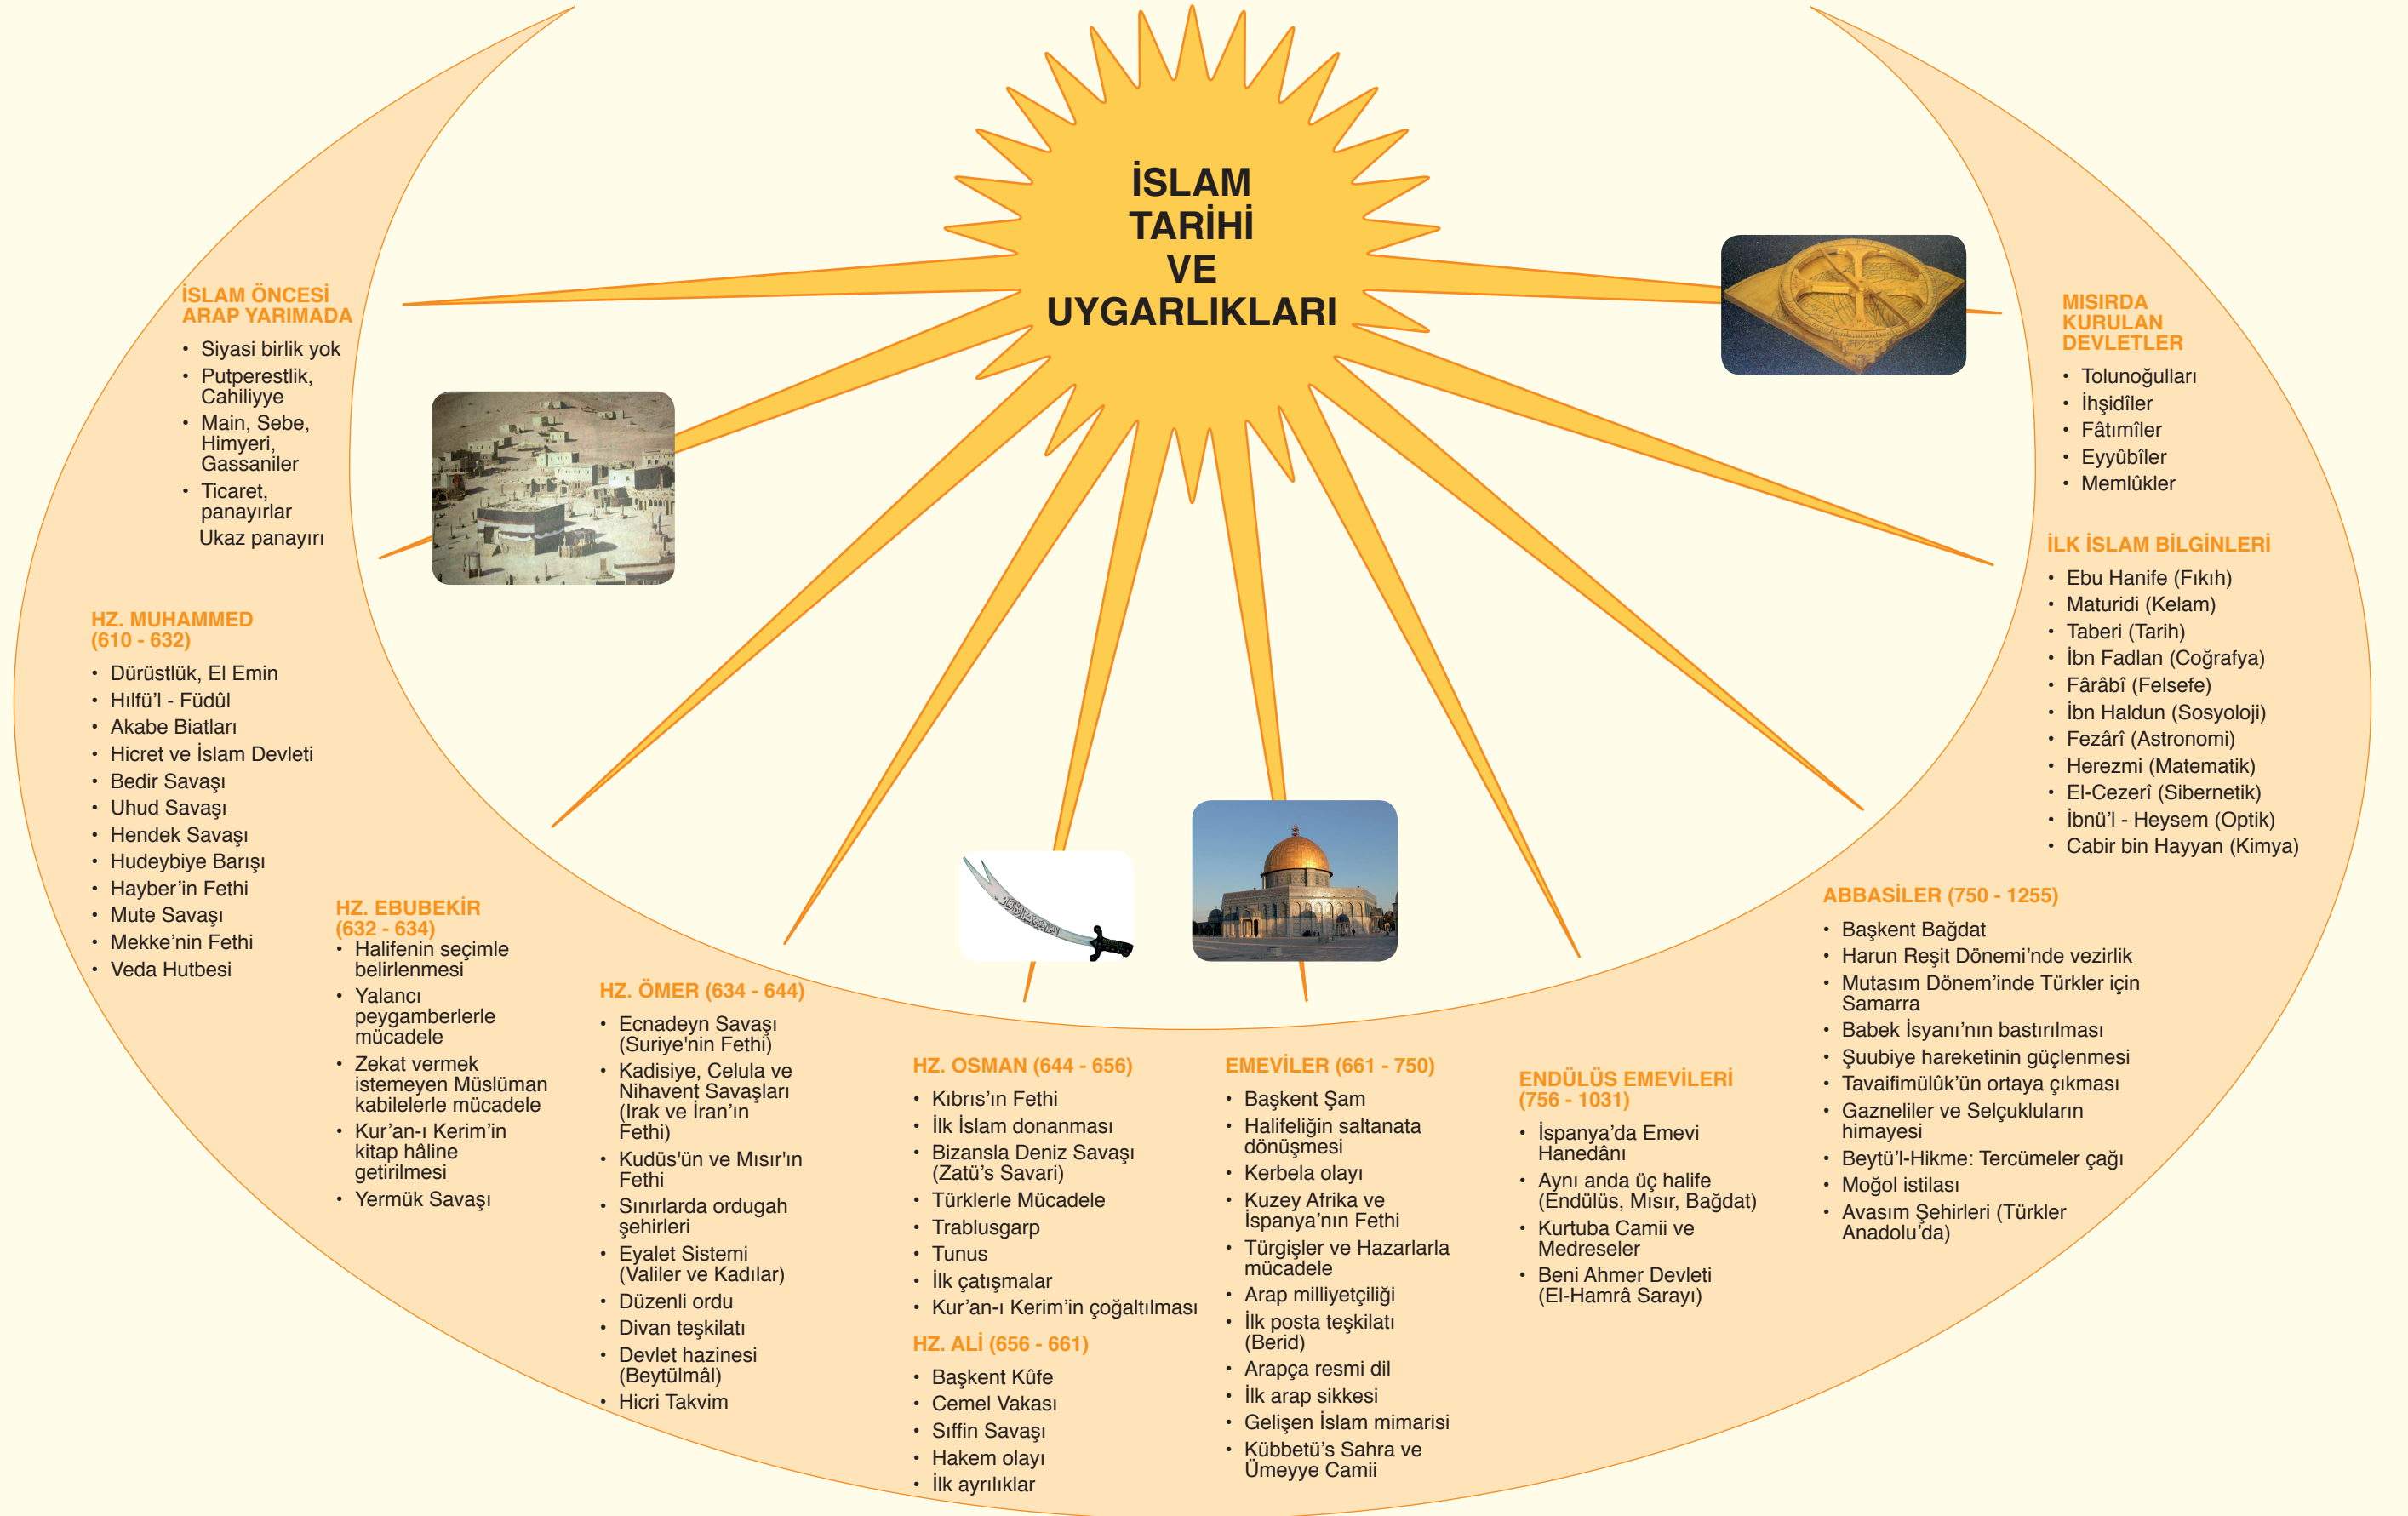 İSLAM
TARİHİ
VE
UYGARLIKLARI
İSLAM ÖNCESİ
ARAP YARIMADA
• Siyasi birlik yok
• Putperestlik,
Cahiliyye
• Main, Sebe,
Himyeri,
Gassaniler
• Ticaret,
panayırlar
Ukaz panayırı
HZ. MUHAMMED
(610 - 632)
• Dürüstlük, El Emin
• Hılfü’l - Füdûl
• Akabe Biatları
• Hicret ve İslam Devleti
• Bedir Savaşı
• Uhud Savaşı
• Hendek Savaşı
• Hudeybiye Barışı
• Hayber’in Fethi
• Mute Savaşı
• Mekke’nin Fethi
• Veda Hutbesi
HZ. EBUBEKİR
(632 - 634)
• Halifenin seçimle
belirlenmesi
• Yalancı
peygamberlerle
mücadele
• Zekat vermek
istemeyen Müslüman
kabilelerle mücadele
• Kur’an-ı Kerim’in
kitap hâline
getirilmesi
• Yermük Savaşı
HZ. ÖMER (634 - 644)
• Ecnadeyn Savaşı
(Suriye'nin Fethi)
• Kadisiye, Celula ve
Nihavent Savaşları
(Irak ve İran’ın
Fethi)
• Kudüs'ün ve Mısır'ın
Fethi
• Sınırlarda ordugah
şehirleri
• Eyalet Sistemi
(Valiler ve Kadılar)
• Düzenli ordu
• Divan teşkilatı
• Devlet hazinesi
(Beytülmâl)
• Hicri Takvim
HZ. OSMAN (644 - 656)
• Kıbrıs’ın Fethi
• İlk İslam donanması
• Bizansla Deniz Savaşı
(Zatü’s Savari)
• Türklerle Mücadele
• Trablusgarp
• Tunus
• İlk çatışmalar
• Kur’an-ı Kerim’in çoğaltılması
HZ. ALİ (656 - 661)
• Başkent Kûfe
• Cemel Vakası
• Sıffin Savaşı
• Hakem olayı
• İlk ayrılıklar
EMEVİLER (661 - 750)
• Başkent Şam
• Halifeliğin saltanata
dönüşmesi
• Kerbela olayı
• Kuzey Afrika ve
İspanya’nın Fethi
• Türgişler ve Hazarlarla
mücadele
• Arap milliyetçiliği
• İlk posta teşkilatı
(Berid)
• Arapça resmi dil
• İlk arap sikkesi
• Gelişen İslam mimarisi
• Kübbetü’s Sahra ve
Ümeyye Camii
ENDÜLÜS EMEVİLERİ
(756 - 1031)
• İspanya’da Emevi
Hanedânı
• Aynı anda üç halife
(Endülüs, Mısır, Bağdat)
• Kurtuba Camii ve
Medreseler
• Beni Ahmer Devleti
(El-Hamrâ Sarayı)
ABBASİLER (750 - 1255)
• Başkent Bağdat
• Harun Reşit Dönemi’nde vezirlik
• Mutasım Dönem’inde Türkler için
Samarra
• Babek İsyanı’nın bastırılması
• Şuubiye hareketinin güçlenmesi
• Tavaifimülûk’ün ortaya çıkması
• Gazneliler ve Selçukluların
himayesi
• Beytü’l-Hikme: Tercümeler çağı
• Moğol istilası
• Avasım Şehirleri (Türkler
Anadolu’da)
İLK İSLAM BİLGİNLERİ
• Ebu Hanife (Fıkıh)
• Maturidi (Kelam)
• Taberi (Tarih)
• İbn Fadlan (Coğrafya)
• Fârâbî (Felsefe)
• İbn Haldun (Sosyoloji)
• Fezârî (Astronomi)
• Herezmi (Matematik)
• El-Cezerî (Sibernetik)
• İbnü’l - Heysem (Optik)
• Cabir bin Hayyan (Kimya)
MISIRDA
KURULAN
DEVLETLER
• Tolunoğulları
• İhşidîler
• Fâtımîler
• Eyyûbîler
• Memlûkler